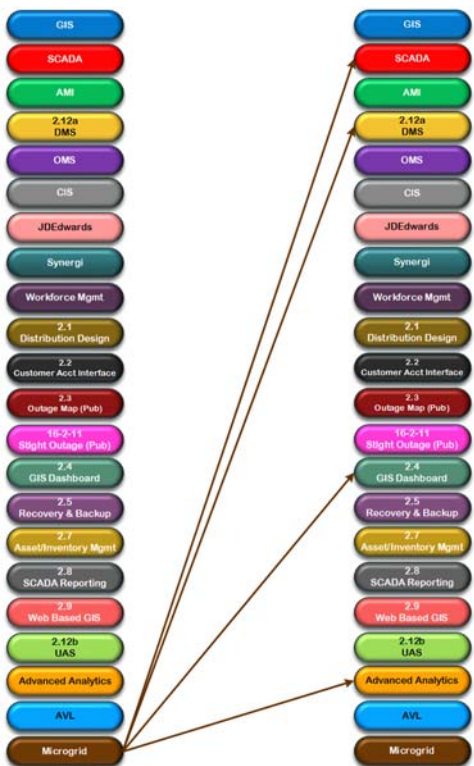 GIS
SCADA
AMI
2.12a
DMS
OMS
CIS
JDEdwards
Synergi
Workforce Mgmt
2.1
Distribution Design
2.2
Customer Acct Interface
2.3
Outage Map (Pub)
16-2-11
Stlght Outage (Pub)
2.4
GIS Dashboard
2.5
Recovery & Backup
2.7
Asset/Inventory Mgmt
2.8
SCADA Reporting
2.9
Web Based GIS
2.12b
UAS
Advanced Analytics
AVL
Microgrid
GIS
SCADA
AMI
2.12a
DMS
OMS
CIS
JDEdwards
Synergi
Workforce Mgmt
2.1
Distribution Design
2.2
Customer Acct Interface
2.3
Outage Map (Pub)
16-2-11
Stlght Outage (Pub)
2.4
GIS Dashboard
2.5
Recovery & Backup
2.7
Asset/Inventory Mgmt
2.8
SCADA Reporting
2.9
Web Based GIS
2.12b
UAS
Advanced Analytics
AVL
Microgrid